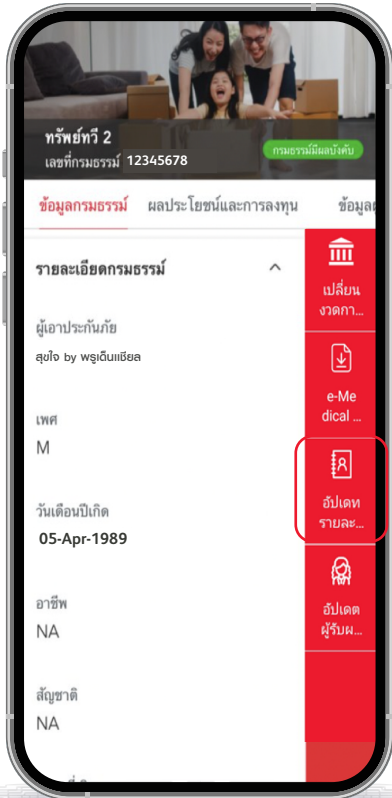 ทรัพย์ทวี 2
เลขที่กรมธรรม์ 12345678
กรมธรรม์มีผลบังคับ
ข้อมูลกรมธรรม์ ผลประโยชน์และการลงทุน ข้อมูล
รายละเอียดกรมธรรม์
ผู้เอาประกันภัย
สุขใจ by พรูเด็นเชียล
เพศ
M
วันเดือนปีเกิด
05-Apr-1989
อาชีพ
NA
สัญชาติ
NA
เปลี่ยน
งวดกา...
e-Me
dical ...
อัปเดท
รายละ...
อัปเดต
ผู้รับผ...